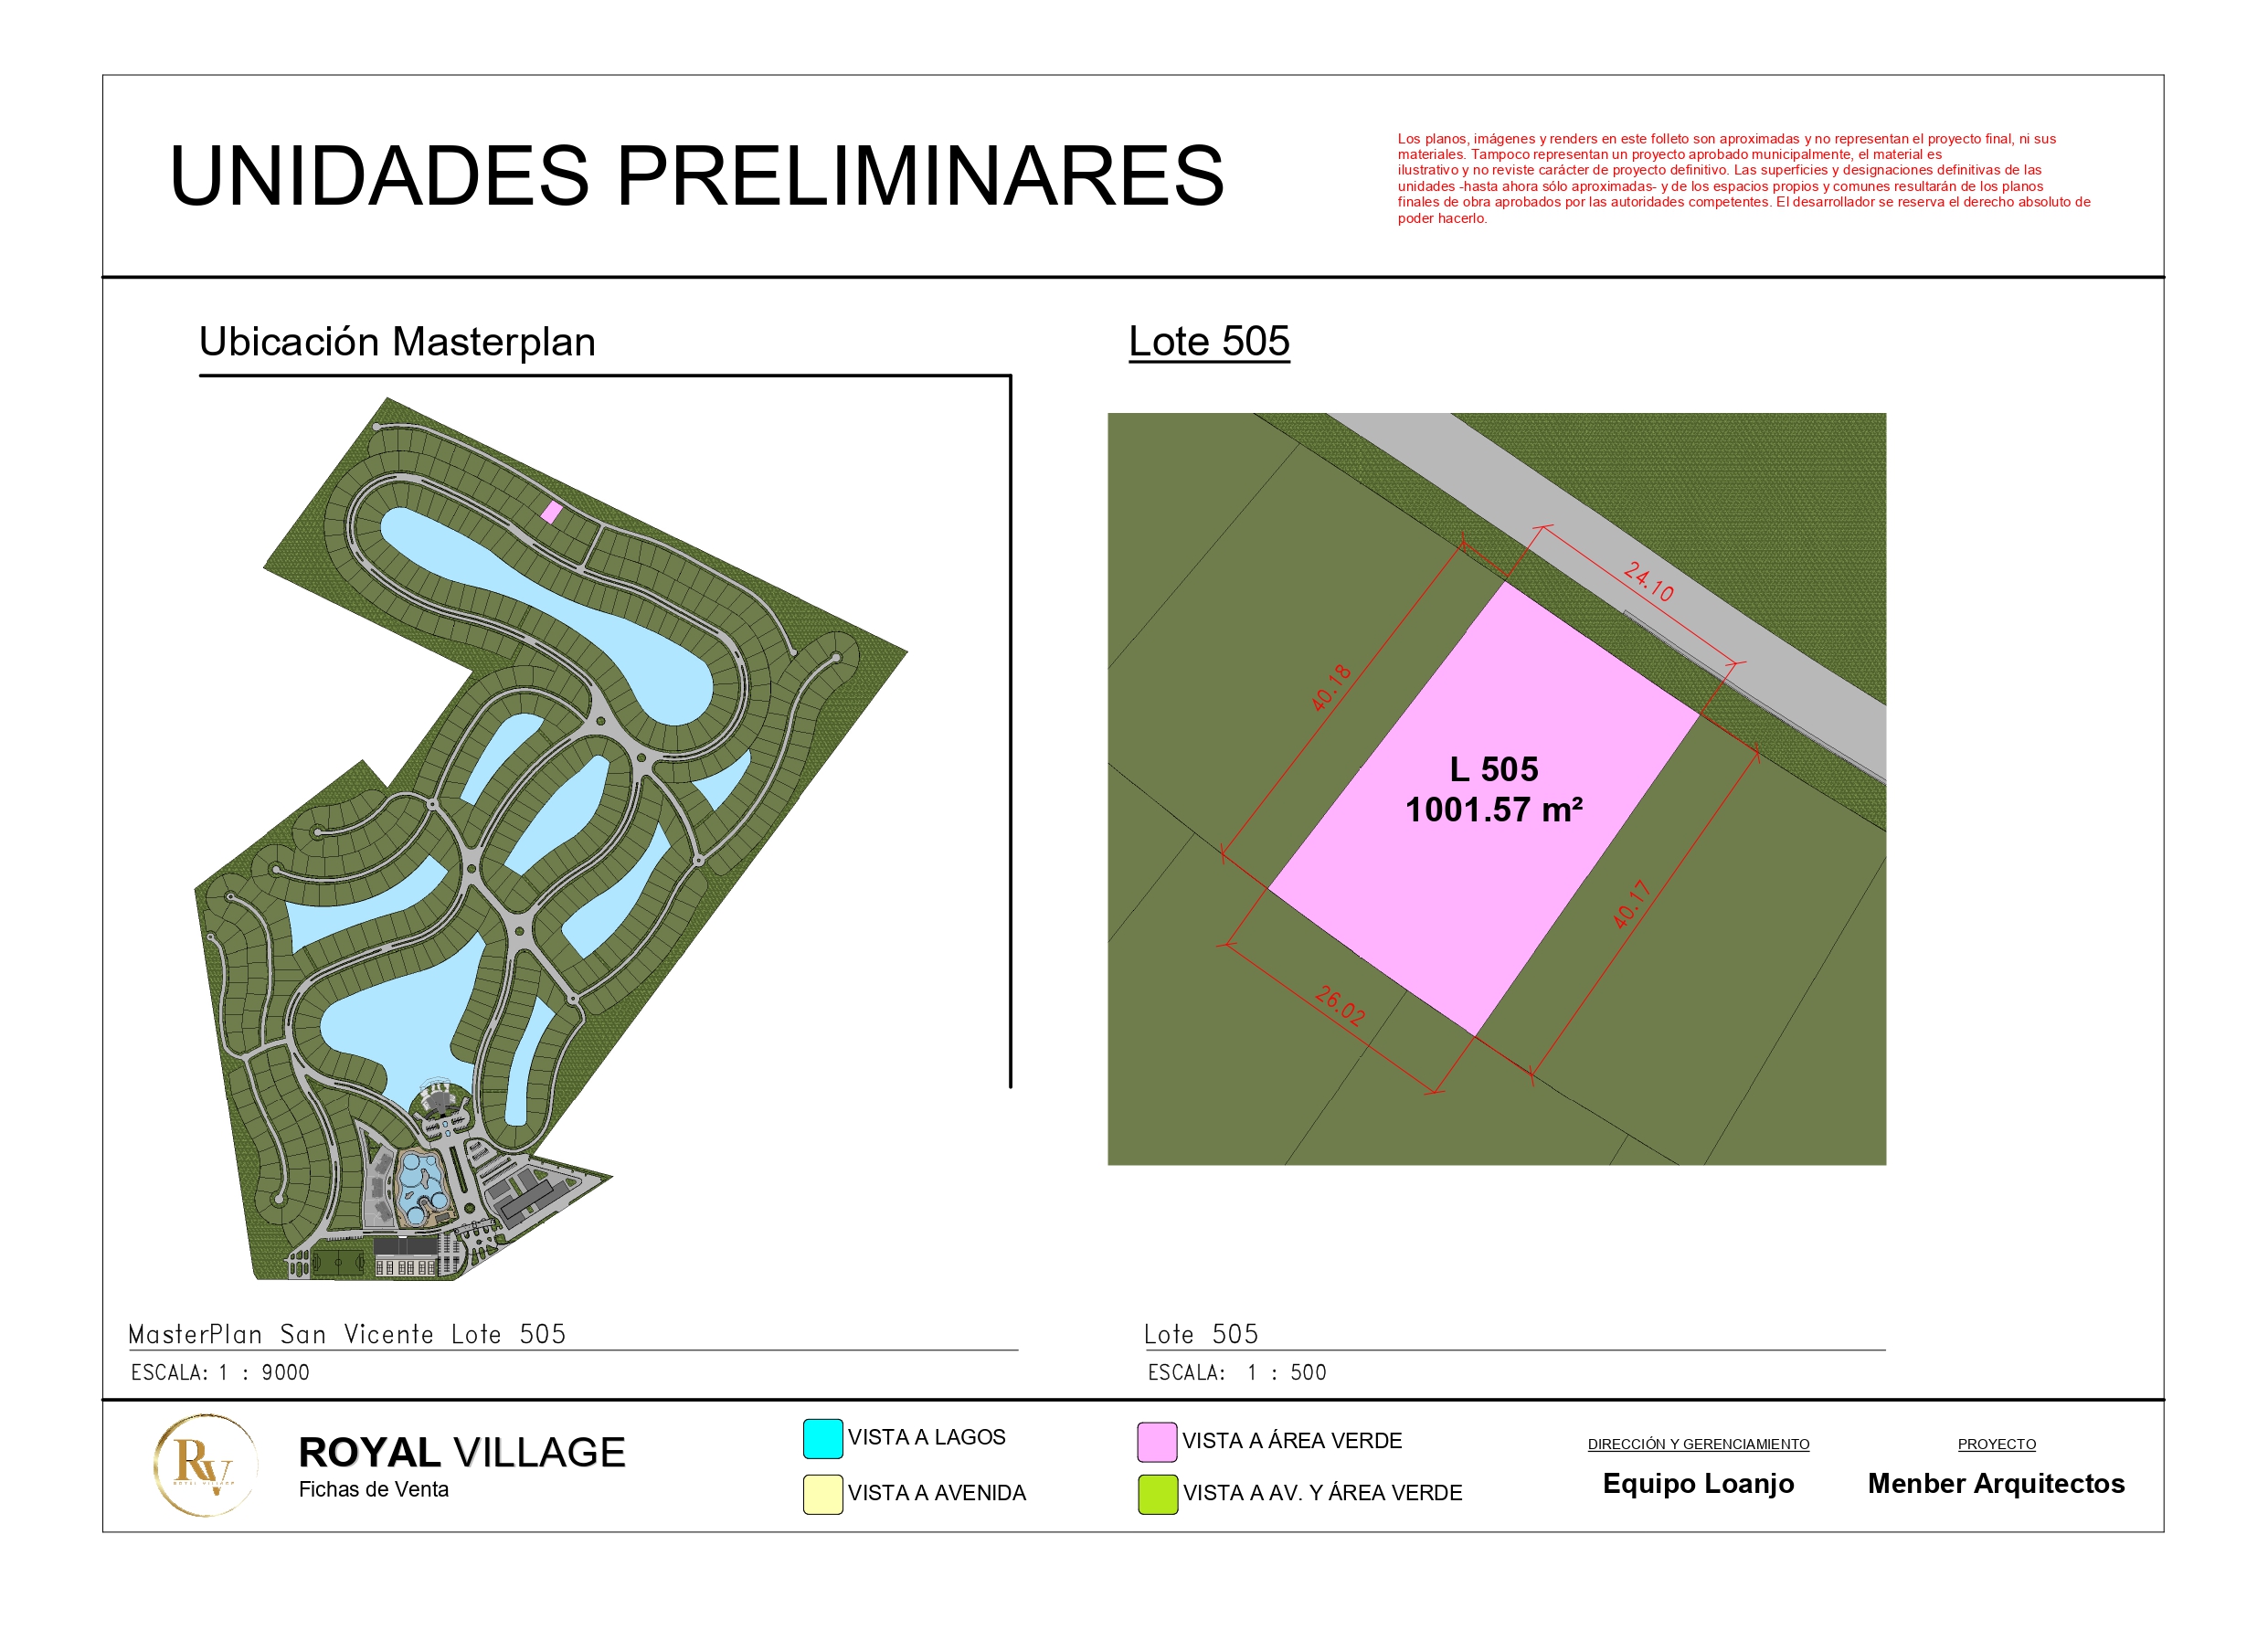 UNIDADES PRELIMINARES
Los planos, imágenes y renders en este folleto son aproximadas y no representan el proyecto final, ni sus
materiales. Tampoco representan un proyecto aprobado municipalmente, el material es
ilustrativo y no reviste carácter de proyecto definitivo. Las superficies y designaciones definitivas de las
unidades -hasta ahora sólo aproximadas- y de los espacios propios y comunes resultarán de los planos
finales de obra aprobados por las autoridades competentes. El desarrollador se reserva el derecho absoluto de
poder hacerlo.
Ubicación Masterplan
Lote 505
24.10
40.18
L 505
1001.57 m²
40.17
26.02
MasterPlan San Vicente Lote 505
ESCALA: 1 : 9000
Lote 505
ESCALA: 1 : 500
RV
ROYAL VILLAGE
ROYAL VILLAGE
Fichas de Venta
VISTA A LAGOS
VISTA A AVENIDA
VISTA A ÁREA VERDE
VISTA A AV. Y ÁREA VERDE
DIRECCIÓN Y GERENCIAMIENTO
Equipo Loanjo
PROYECTO
Menber Arquitectos